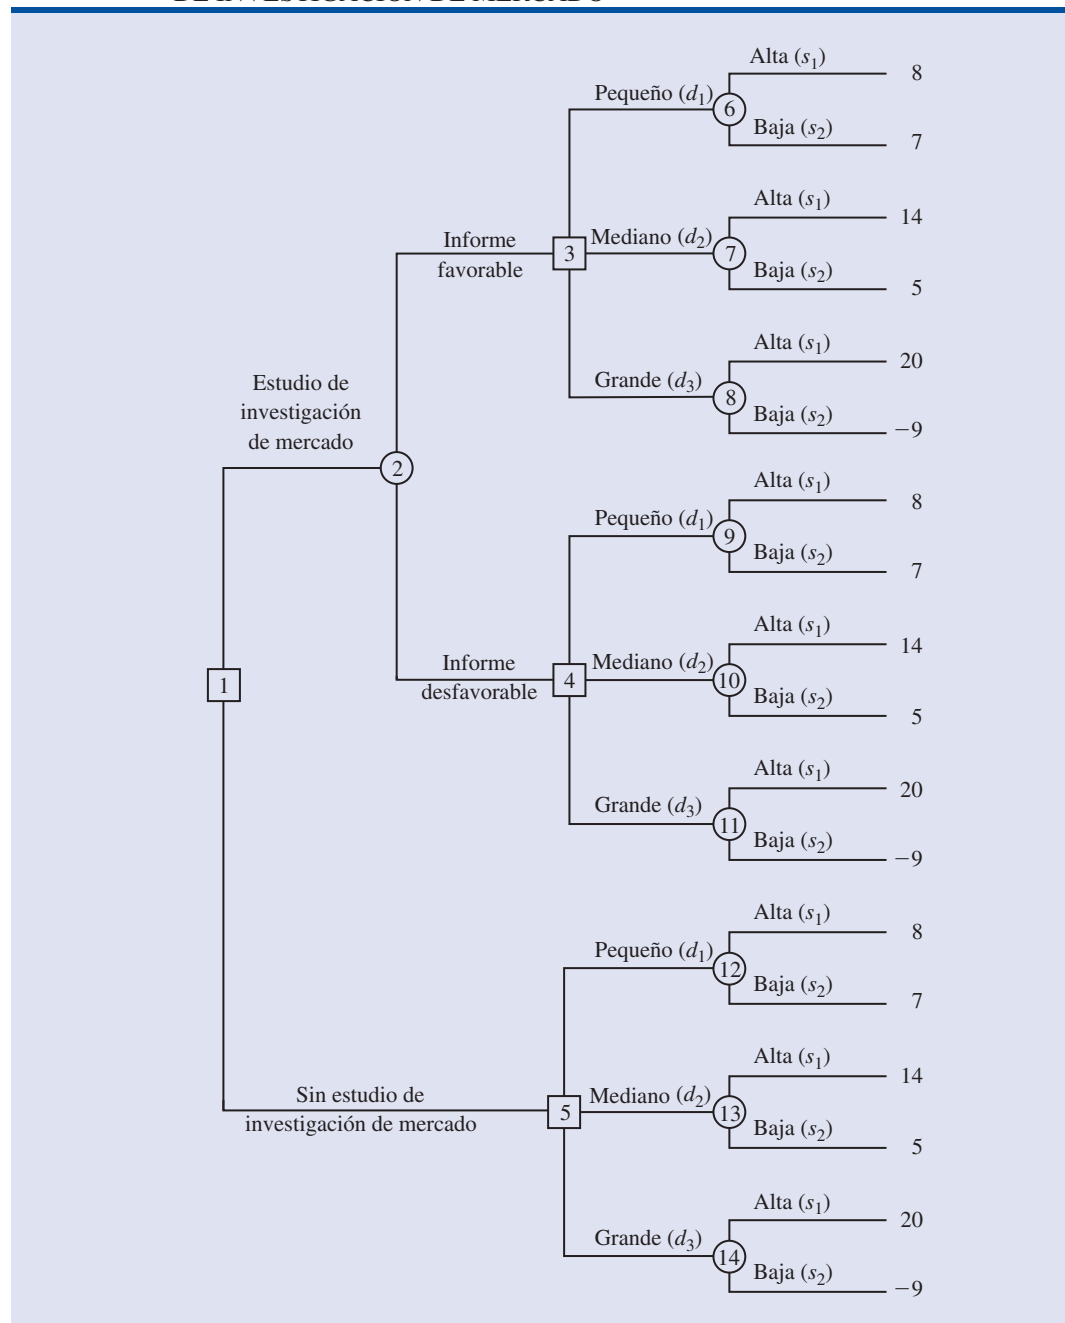 DE INVESTIGACIÓN DE MERCADO
Alta (s1)
8
Pequeño (d1)
6
Baja (s2)
7
Alta (s1)
14
Informe
favorable
3
Mediano (d2)
7
Baja (s2)
5
Alta (s1)
20
Grande (d3)
8
Baja (s2)
−9
Estudio de
investigación
de mercado
2
Alta (s1)
8
Pequeño (d1)
9
Baja (s2)
7
Alta (s1)
14
Informe
desfavorable
4
Mediano (d2)
10
Baja (s2)
5
1
Alta (s1)
20
Grande (d3)
11
Baja (s2)
−9
Alta (s1)
8
Pequeño (d1)
12
Baja (s2)
7
Alta (s1)
14
Sin estudio de
investigación de mercado
5
Mediano (d2)
13
Baja (s2)
5
Alta (s1)
20
Grande (d3)
14
Baja (s2)
−9